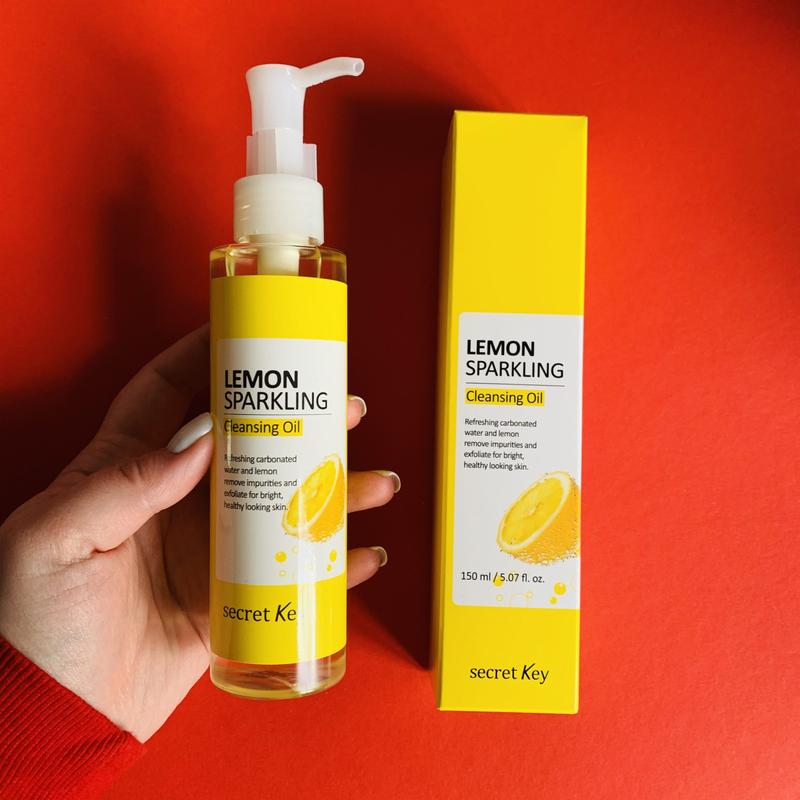 LEMON
SPARKLING
Cleansing Oil
Refreshing carbonated
water and lemon
remove impurities and
exfoliate for bright,
healthy looking skin.
secret Ke
LEMON
SPARKLING
Cleansing Oil
Refreshing carbonated
water and lemon
remove impurities and
exfoliate for bright,
healthy looking skin.
150 ml / 5.07 fl. oz.
secret Key